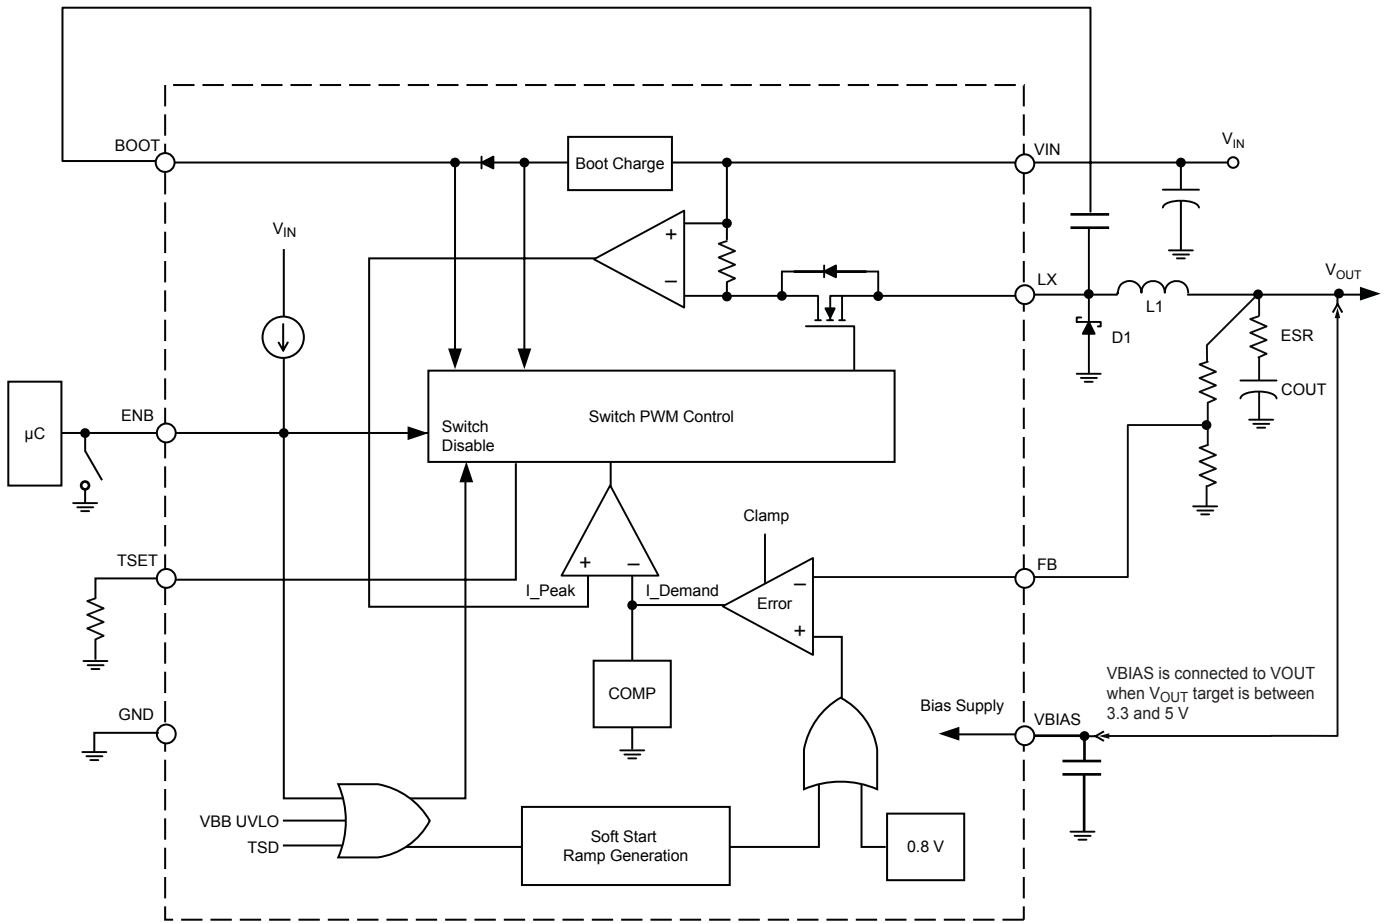 BOOT
Boot Charge
VIN
VIN
VIN
+
−
LX
VOUT
L1
D1
ESR
COUT
µC
ENB
Switch
Disable
Switch PWM Control
Clamp
TSET
+
−
I_Peak
I_Demand
−
Error
+
FB
COMP
GND
Bias Supply
VBIAS
VBIAS is connected to VOUT
when VOUT target is between
3.3 and 5 V
VBB UVLO
TSD
Soft Start
Ramp Generation
0.8 V